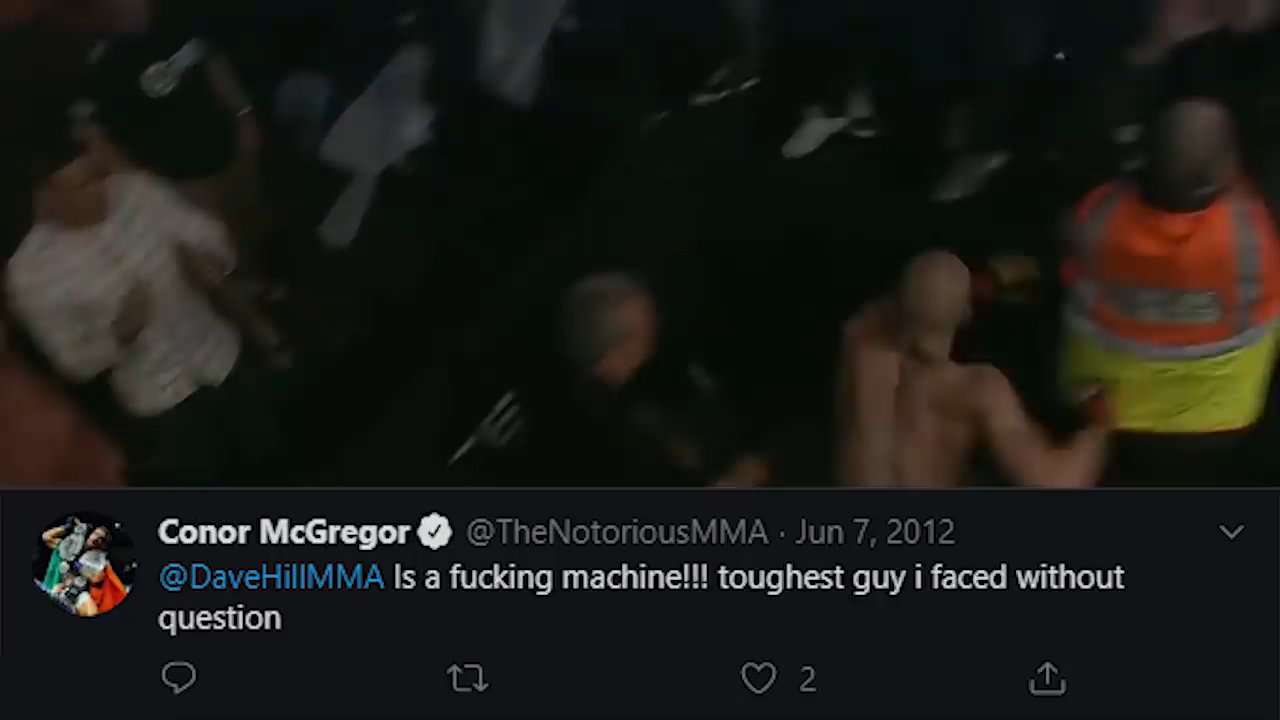 Conor McGregor @TheNotoriousMMA · Jun 7, 2012
@DaveHillMMA Is a fucking machine!!! toughest guy i faced without
question
2